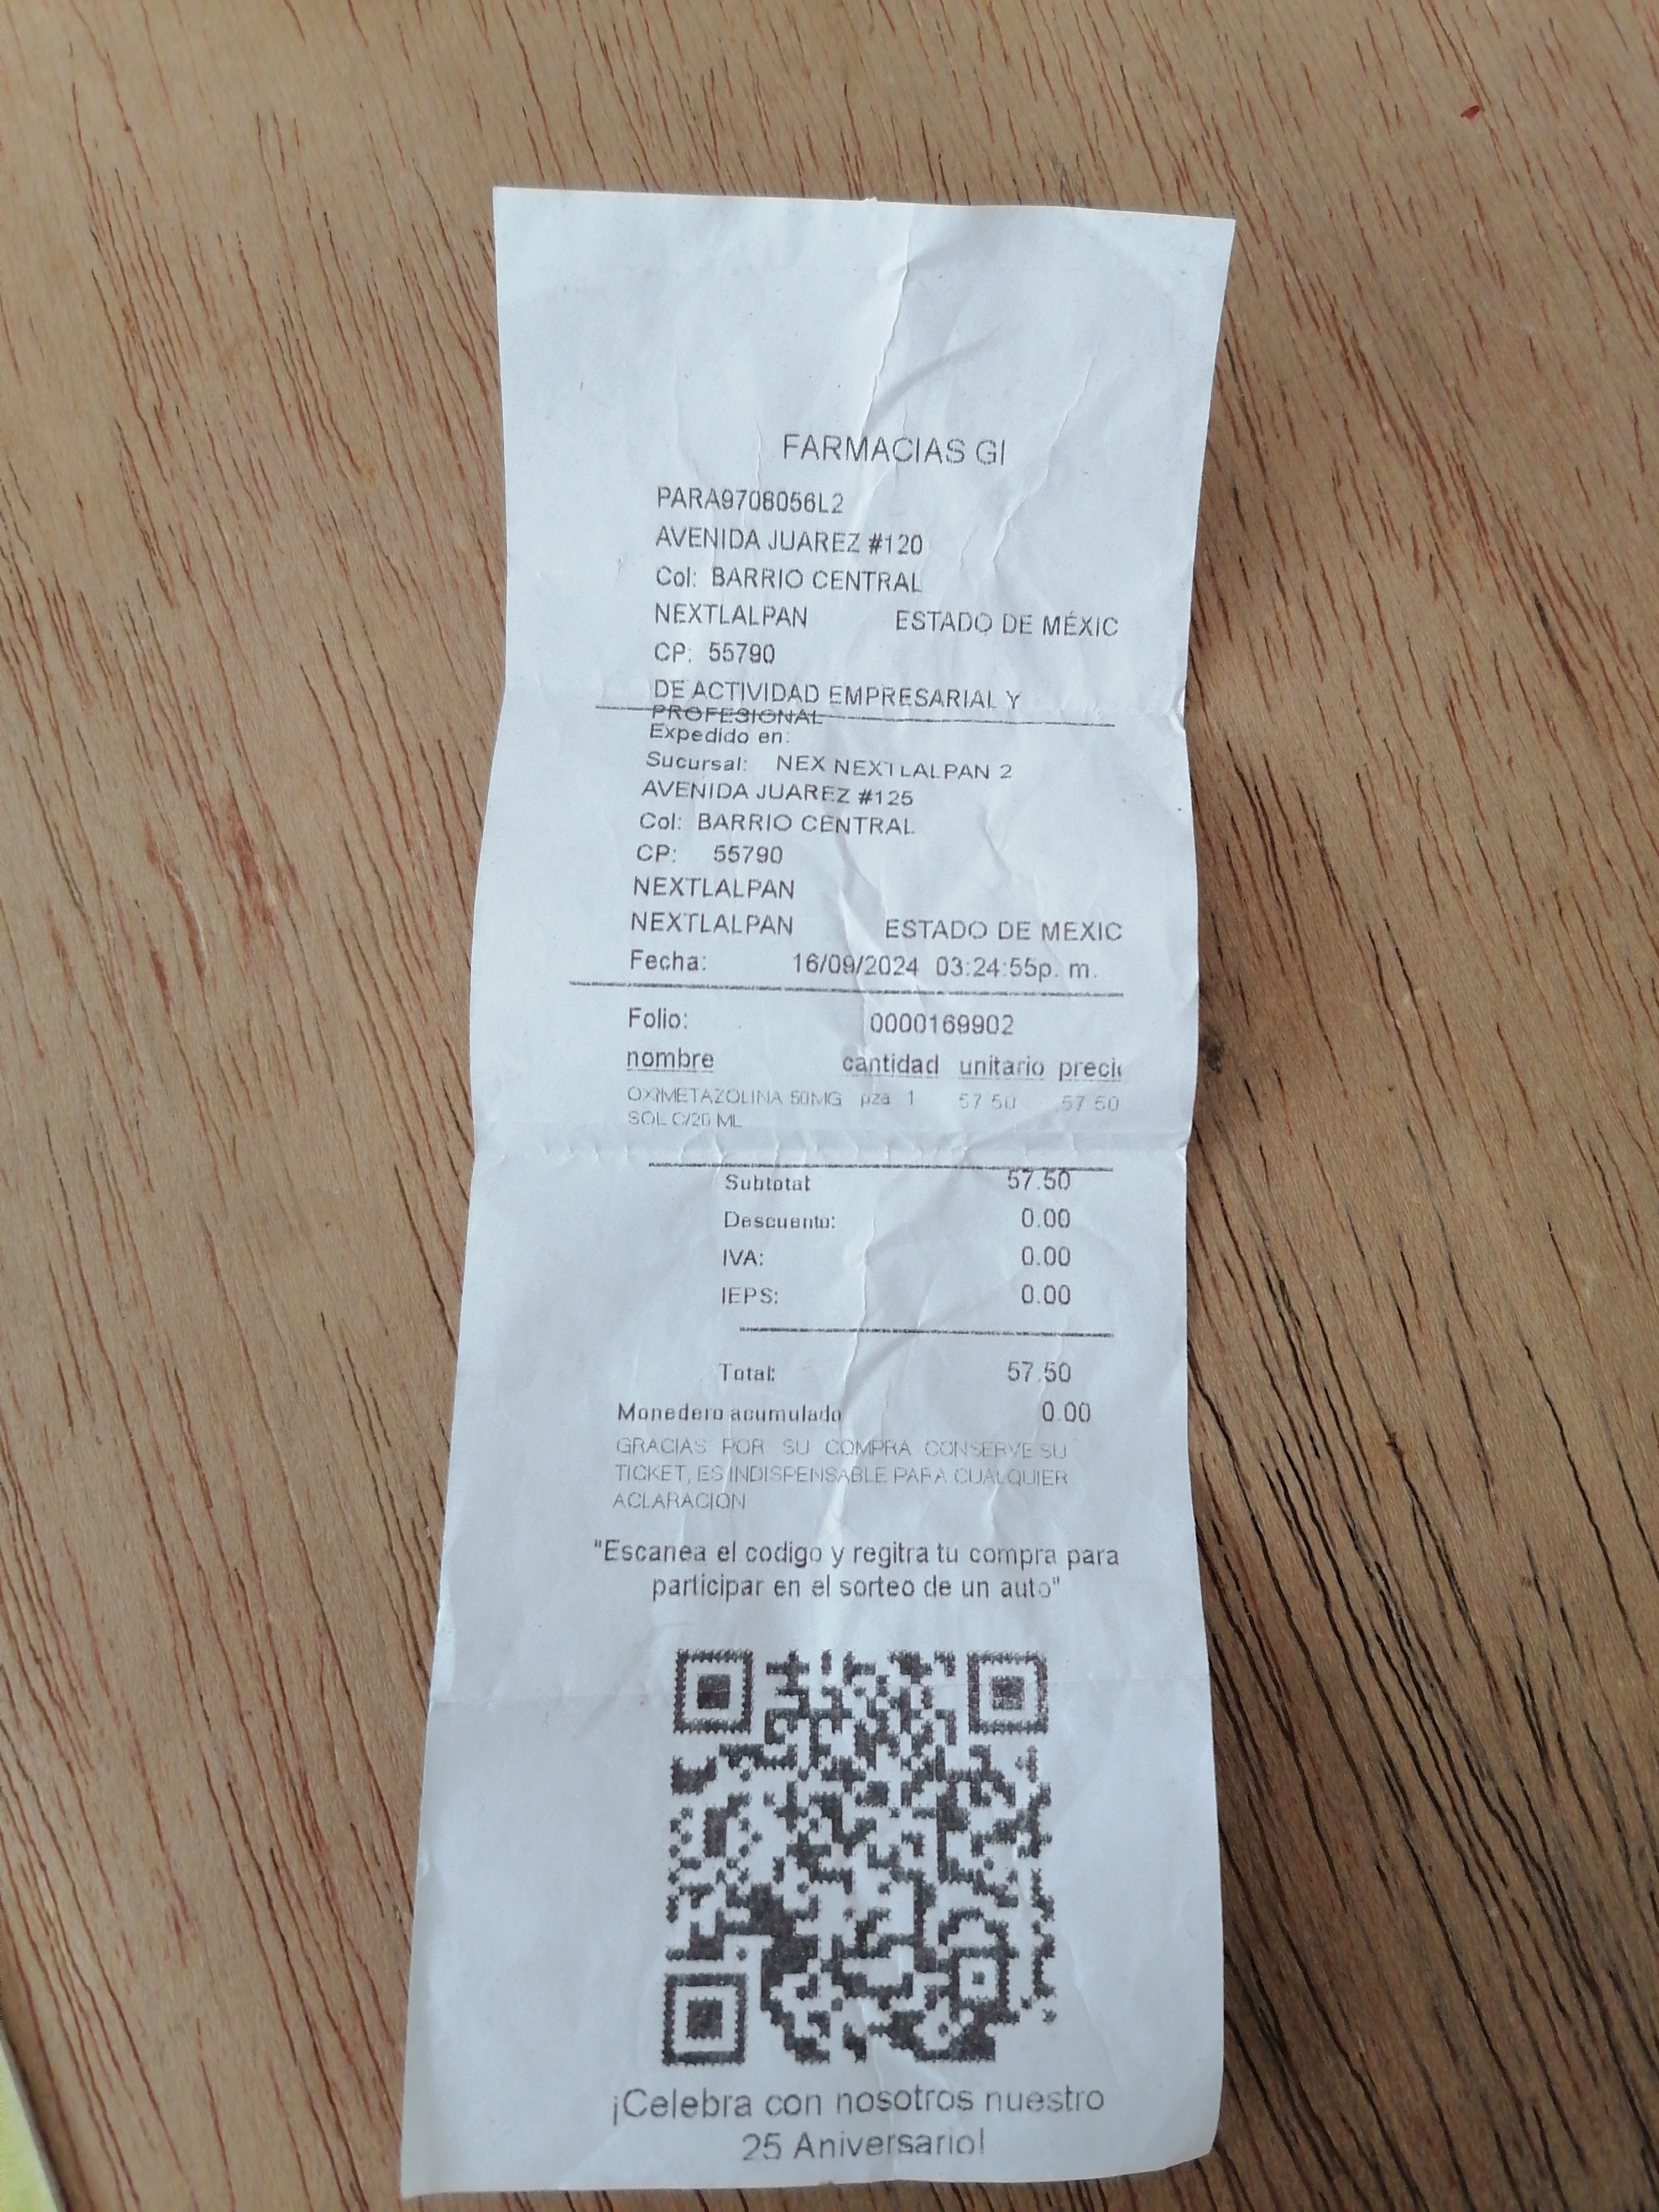 FARMACIAS GI
PARA9708056L2
AVENIDA JUAREZ #120
Col: BARRIO CENTRAL
NEXTLALPAN ESTADO DE MÉXIC
CP: 55790
DE ACTIVIDAD EMPRESARIAL Y
PROFESIONAL
Expedido en:
Sucursal: NEX NEXTLALPAN 2
AVENIDA JUAREZ #125
Col: BARRIO CENTRAL
CP: 55790
NEXTLALPAN
NEXTLALPAN ESTADO DE MEXIC
Fecha: 16/09/2024 03:24:55p. m.
Folio: 0000169902
nombre cantidad unitario preci
OXIMETAZOLINA 50MG pza 1 57.50 57.50
SOL C/20 ML
Subtotal 57.50
Descuento: 0.00
IVA: 0.00
IEPS: 0.00
Total: 57.50
Monedero acumulado 0.00
GRACIAS POR SU COMPRA CONSERVE SU
TICKET, ES INDISPENSABLE PARA CUALQUIER
ACLARACION
"Escanea el codigo y regitra tu compra para
participar en el sorteo de un auto"
¡Celebra con nosotros nuestro
25 Aniversario!